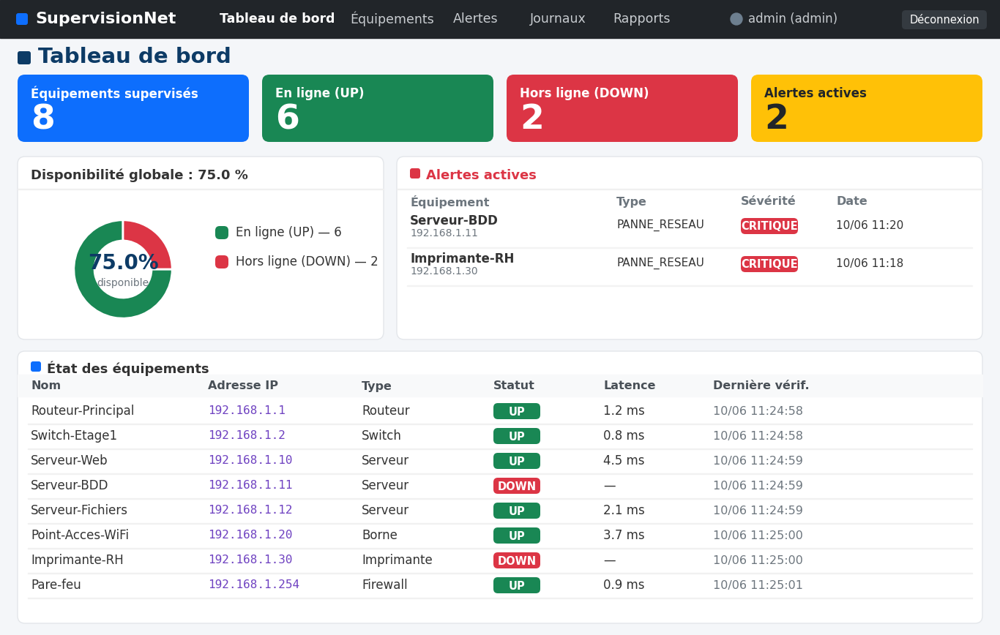 SupervisionNet Tableau de bord Équipements Alertes Journaux Rapports admin (admin) Déconnexion
Tableau de bord
Équipements supervisés En ligne (UP) Hors ligne (DOWN) Alertes actives
8 6 2 2
Disponibilité globale : 75.0 %
En ligne (UP) — 6
75.0% Hors ligne (DOWN) — 2
disponible
Alertes actives
Équipement Type Sévérité Date
Serveur-BDD PANNE_RESEAU CRITIQUE 10/06 11:20
192.168.1.11
Imprimante-RH PANNE_RESEAU CRITIQUE 10/06 11:18
192.168.1.30
État des équipements
Nom Adresse IP Type Statut Latence Dernière vérif.
Routeur-Principal 192.168.1.1 Routeur UP 1.2 ms 10/06 11:24:58
Switch-Etage1 192.168.1.2 Switch UP 0.8 ms 10/06 11:24:58
Serveur-Web 192.168.1.10 Serveur UP 4.5 ms 10/06 11:24:59
Serveur-BDD 192.168.1.11 Serveur DOWN — 10/06 11:24:59
Serveur-Fichiers 192.168.1.12 Serveur UP 2.1 ms 10/06 11:24:59
Point-Acces-WiFi 192.168.1.20 Borne UP 3.7 ms 10/06 11:25:00
Imprimante-RH 192.168.1.30 Imprimante DOWN — 10/06 11:25:00
Pare-feu 192.168.1.254 Firewall UP 0.9 ms 10/06 11:25:01